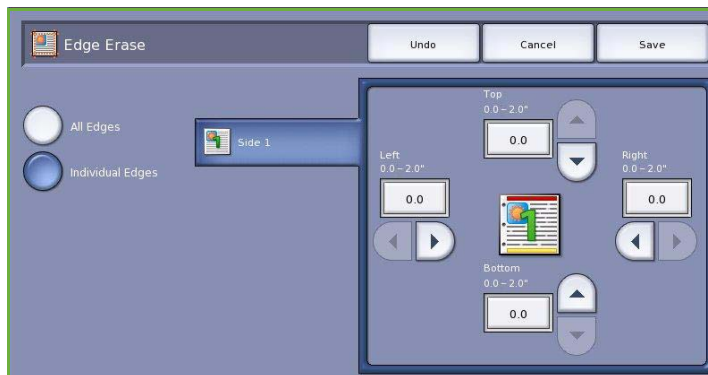 Edge Erase
Undo
Cancel
Save
All Edges
Individual Edges
Side 1
Top
0.0 – 2.0"
0.0
Left
0.0 – 2.0"
0.0
Right
0.0 – 2.0"
0.0
1
Bottom
0.0 – 2.0"
0.0